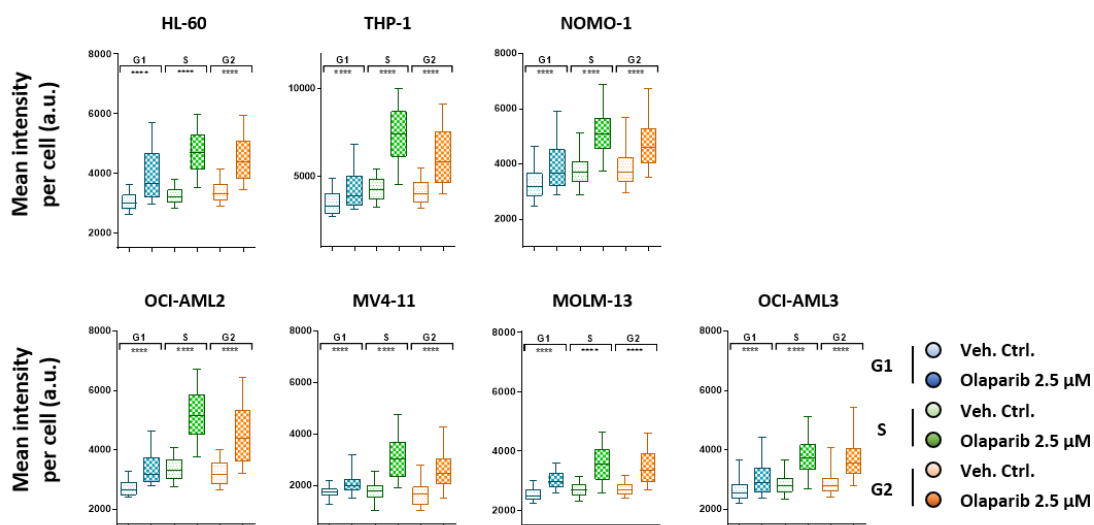 HL-60 THP-1 NOMO-1
Mean intensity
per cell (a.u.)
8000 G1 S G2
**** **** ****
6000
4000
2000
G1 S G2
**** **** ****
10000
5000
8000 G1 S G2
**** **** ****
6000
4000
2000
OCI-AML2 MV4-11 MOLM-13 OCI-AML3
Mean intensity
per cell (a.u.)
8000 G1 S G2
**** **** ****
6000
4000
2000
8000 G1 S G2
**** **** ****
6000
4000
2000
8000 G1 S G2
**** **** ****
6000
4000
2000
8000 G1 S G2
**** **** ****
6000
4000
2000
G1 Veh. Ctrl.
Olaparib 2.5 µM
S Veh. Ctrl.
Olaparib 2.5 µM
G2 Veh. Ctrl.
Olaparib 2.5 µM